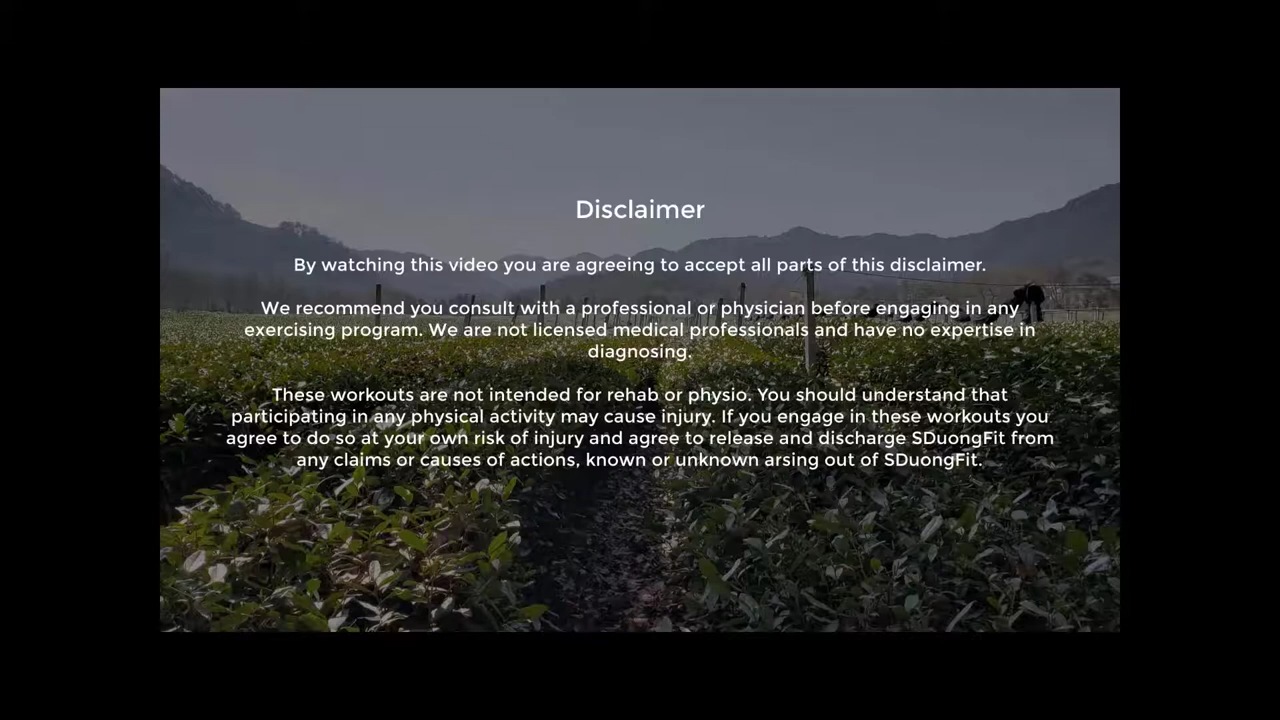 Disclaimer
By watching this video you are agreeing to accept all parts of this disclaimer.
We recommend you consult with a professional or physician before engaging in any
exercising program. We are not licensed medical professionals and have no expertise in
diagnosing.
These workouts are not intended for rehab or physio. You should understand that
participating in any physical activity may cause injury. If you engage in these workouts you
agree to do so at your own risk of injury and agree to release and discharge SDuongFit from
any claims or causes of actions, known or unknown arsing out of SDuongFit.